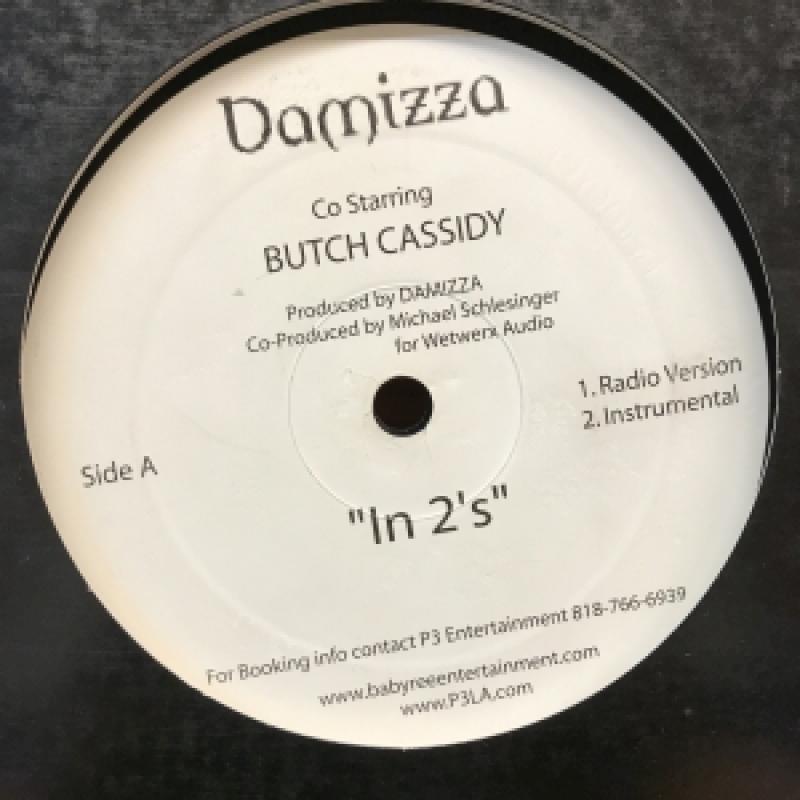 Damizza
Co Starring
BUTCH CASSIDY
Produced by DAMIZZA
Co-Produced by Michael Schlesinger
for Wetwerx Audio
1. Radio Version
2. Instrumental
Side A
"In 2's"
For Booking info contact P3 Entertainment 818-766-6939
www.babyreeentertainment.com
www.P3LA.com